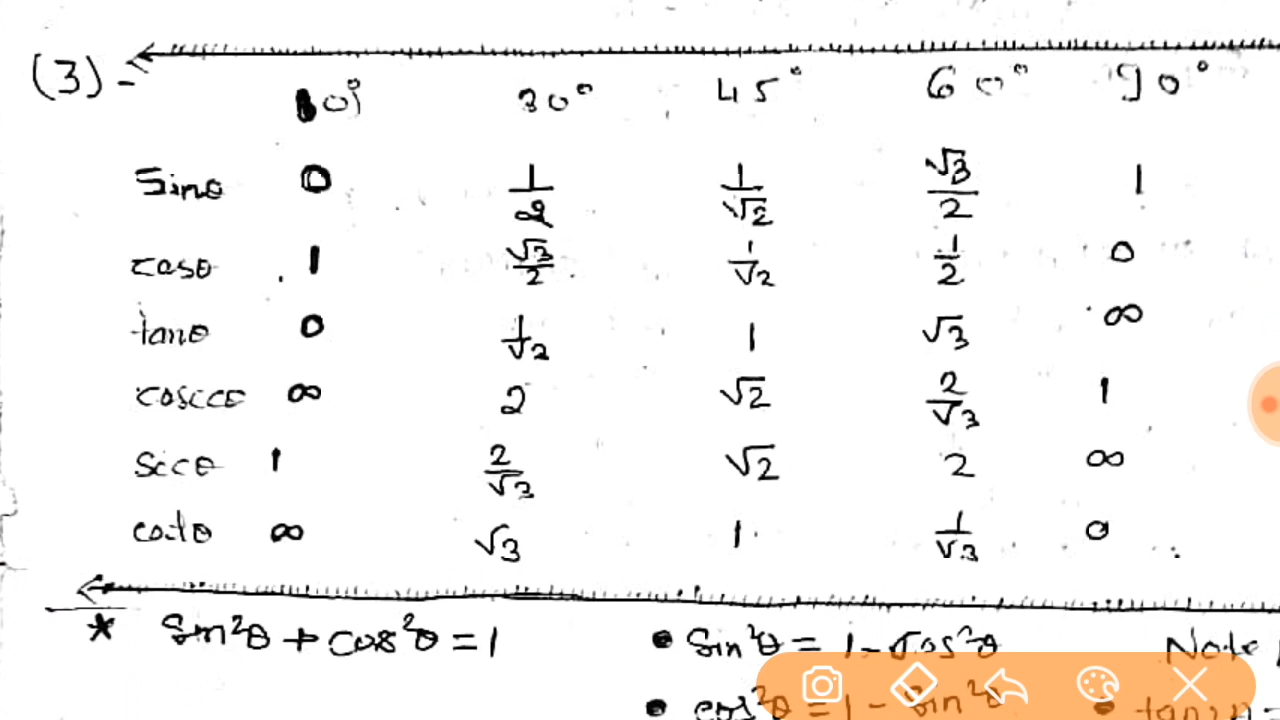 (3)- 0° 30° 45° 60° 90°
Sinθ 0 1/2 1/√2 √3/2 1
cosθ 1 √3/2 1/√2 1/2 0
tanθ 0 1/√2 1 √3 ∞
cosecθ ∞ 2 √2 2/√3 1
secθ 1 2/√3 √2 2 ∞
cotθ ∞ √3 1 1/√3 0
* Sin²θ + cos²θ = 1 • Sin²θ = 1 - cos²θ Note
• cos²θ = 1 - Sin²θ •